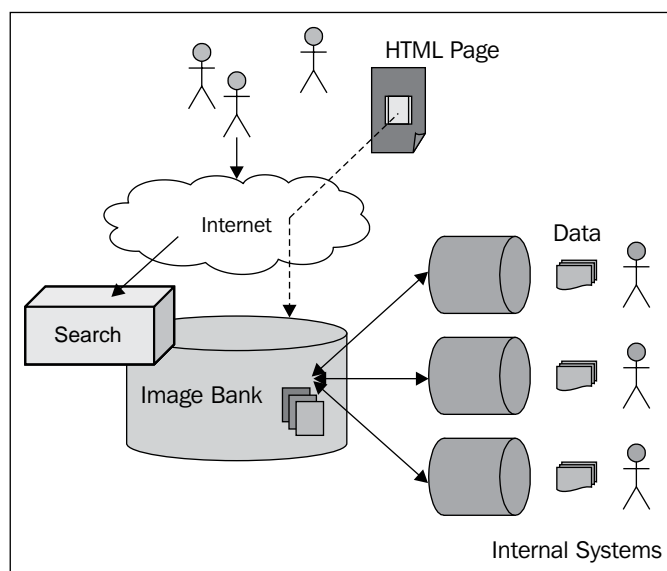 HTML Page
Internet
Data
Search
Image Bank
Internal Systems